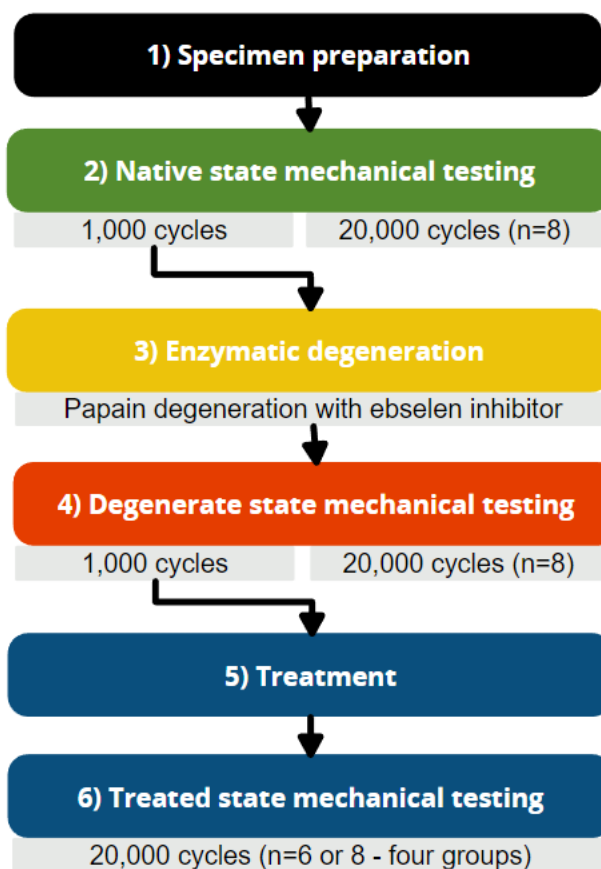 1) Specimen preparation
2) Native state mechanical testing
1,000 cycles
20,000 cycles (n=8)
3) Enzymatic degeneration
Papain degeneration with ebselen inhibitor
4) Degenerate state mechanical testing
1,000 cycles
20,000 cycles (n=8)
5) Treatment
6) Treated state mechanical testing
20,000 cycles (n=6 or 8 - four groups)